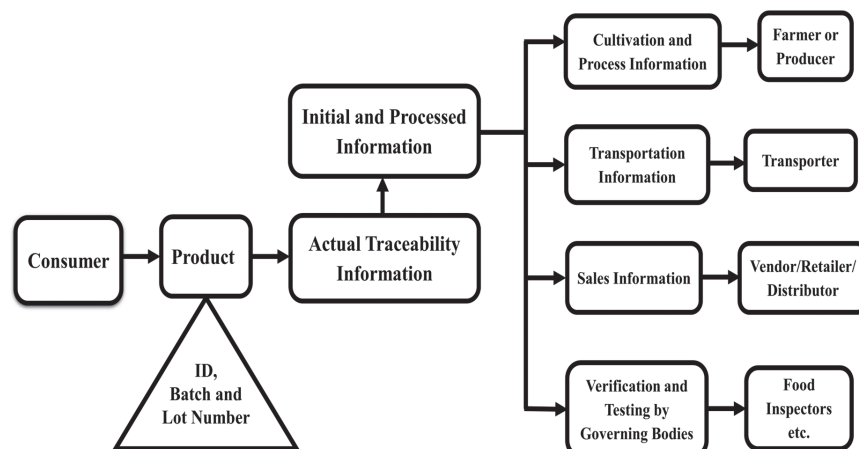 Consumer
Product
ID,
Batch and
Lot Number
Actual Traceability
Information
Initial and Processed
Information
Cultivation and
Process Information
Farmer or
Producer
Transportation
Information
Transporter
Sales Information
Vendor/Retailer/
Distributor
Verification and
Testing by
Governing Bodies
Food
Inspectors
etc.